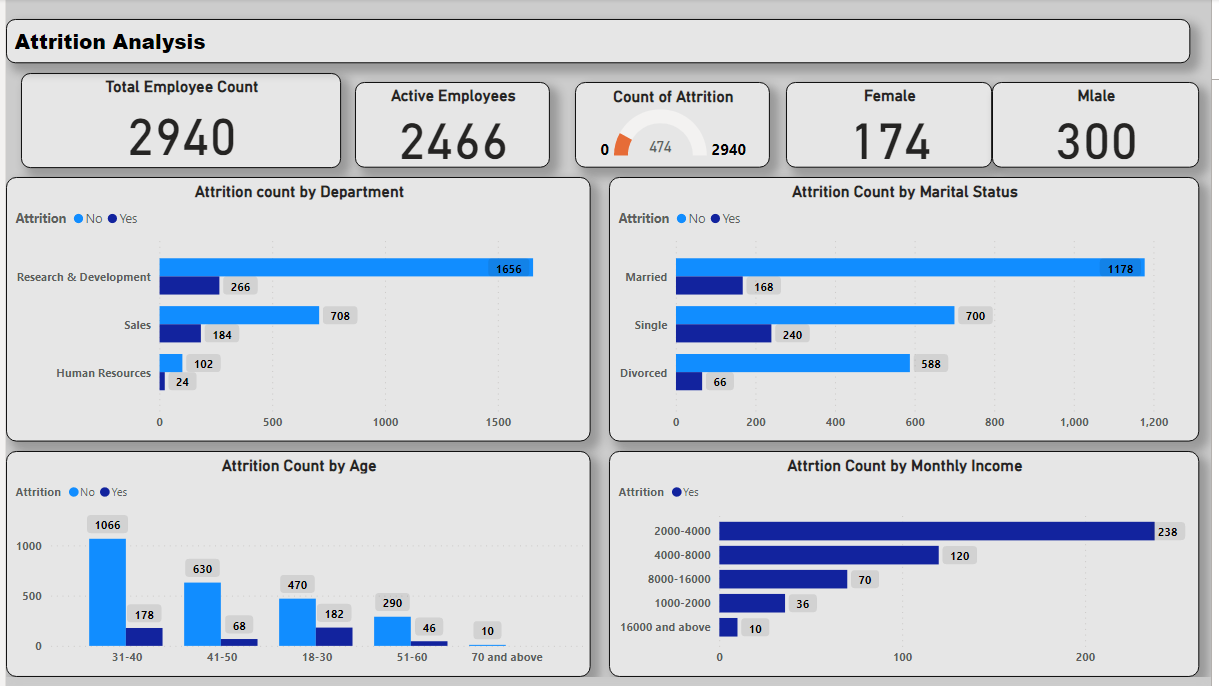 Attrition Analysis
Total Employee Count
2940
Active Employees
2466
Count of Attrition
0 474 2940
Female
174
Mlale
300
Attrition count by Department
Attrition No Yes
Research & Development 1656
266
Sales 708
184
Human Resources 102
24
0 500 1000 1500
Attrition Count by Marital Status
Attrition No Yes
Married 1178
168
Single 700
240
Divorced 588
66
0 200 400 600 800 1,000 1,200
Attrition Count by Age
Attrition No Yes
1066
1000
630
500
470
290
178
68
182
46
10
0
31-40 41-50 18-30 51-60 70 and above
Attrtion Count by Monthly Income
Attrition Yes
2000-4000 238
4000-8000 120
8000-16000 70
1000-2000 36
16000 and above 10
0 100 200